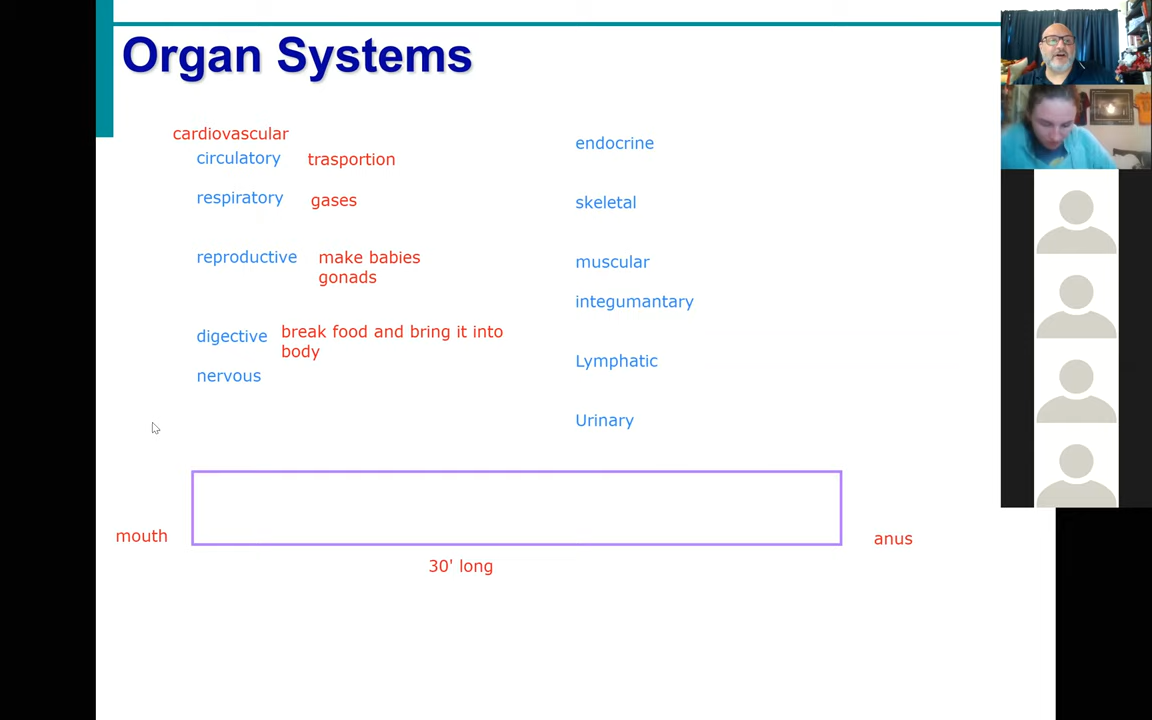 Organ Systems
cardiovascular
circulatory trasportion
respiratory gases
reproductive make babies
gonads
digective break food and bring it into
body
nervous
endocrine
skeletal
muscular
integumantary
Lymphatic
Urinary
mouth
30' long
anus